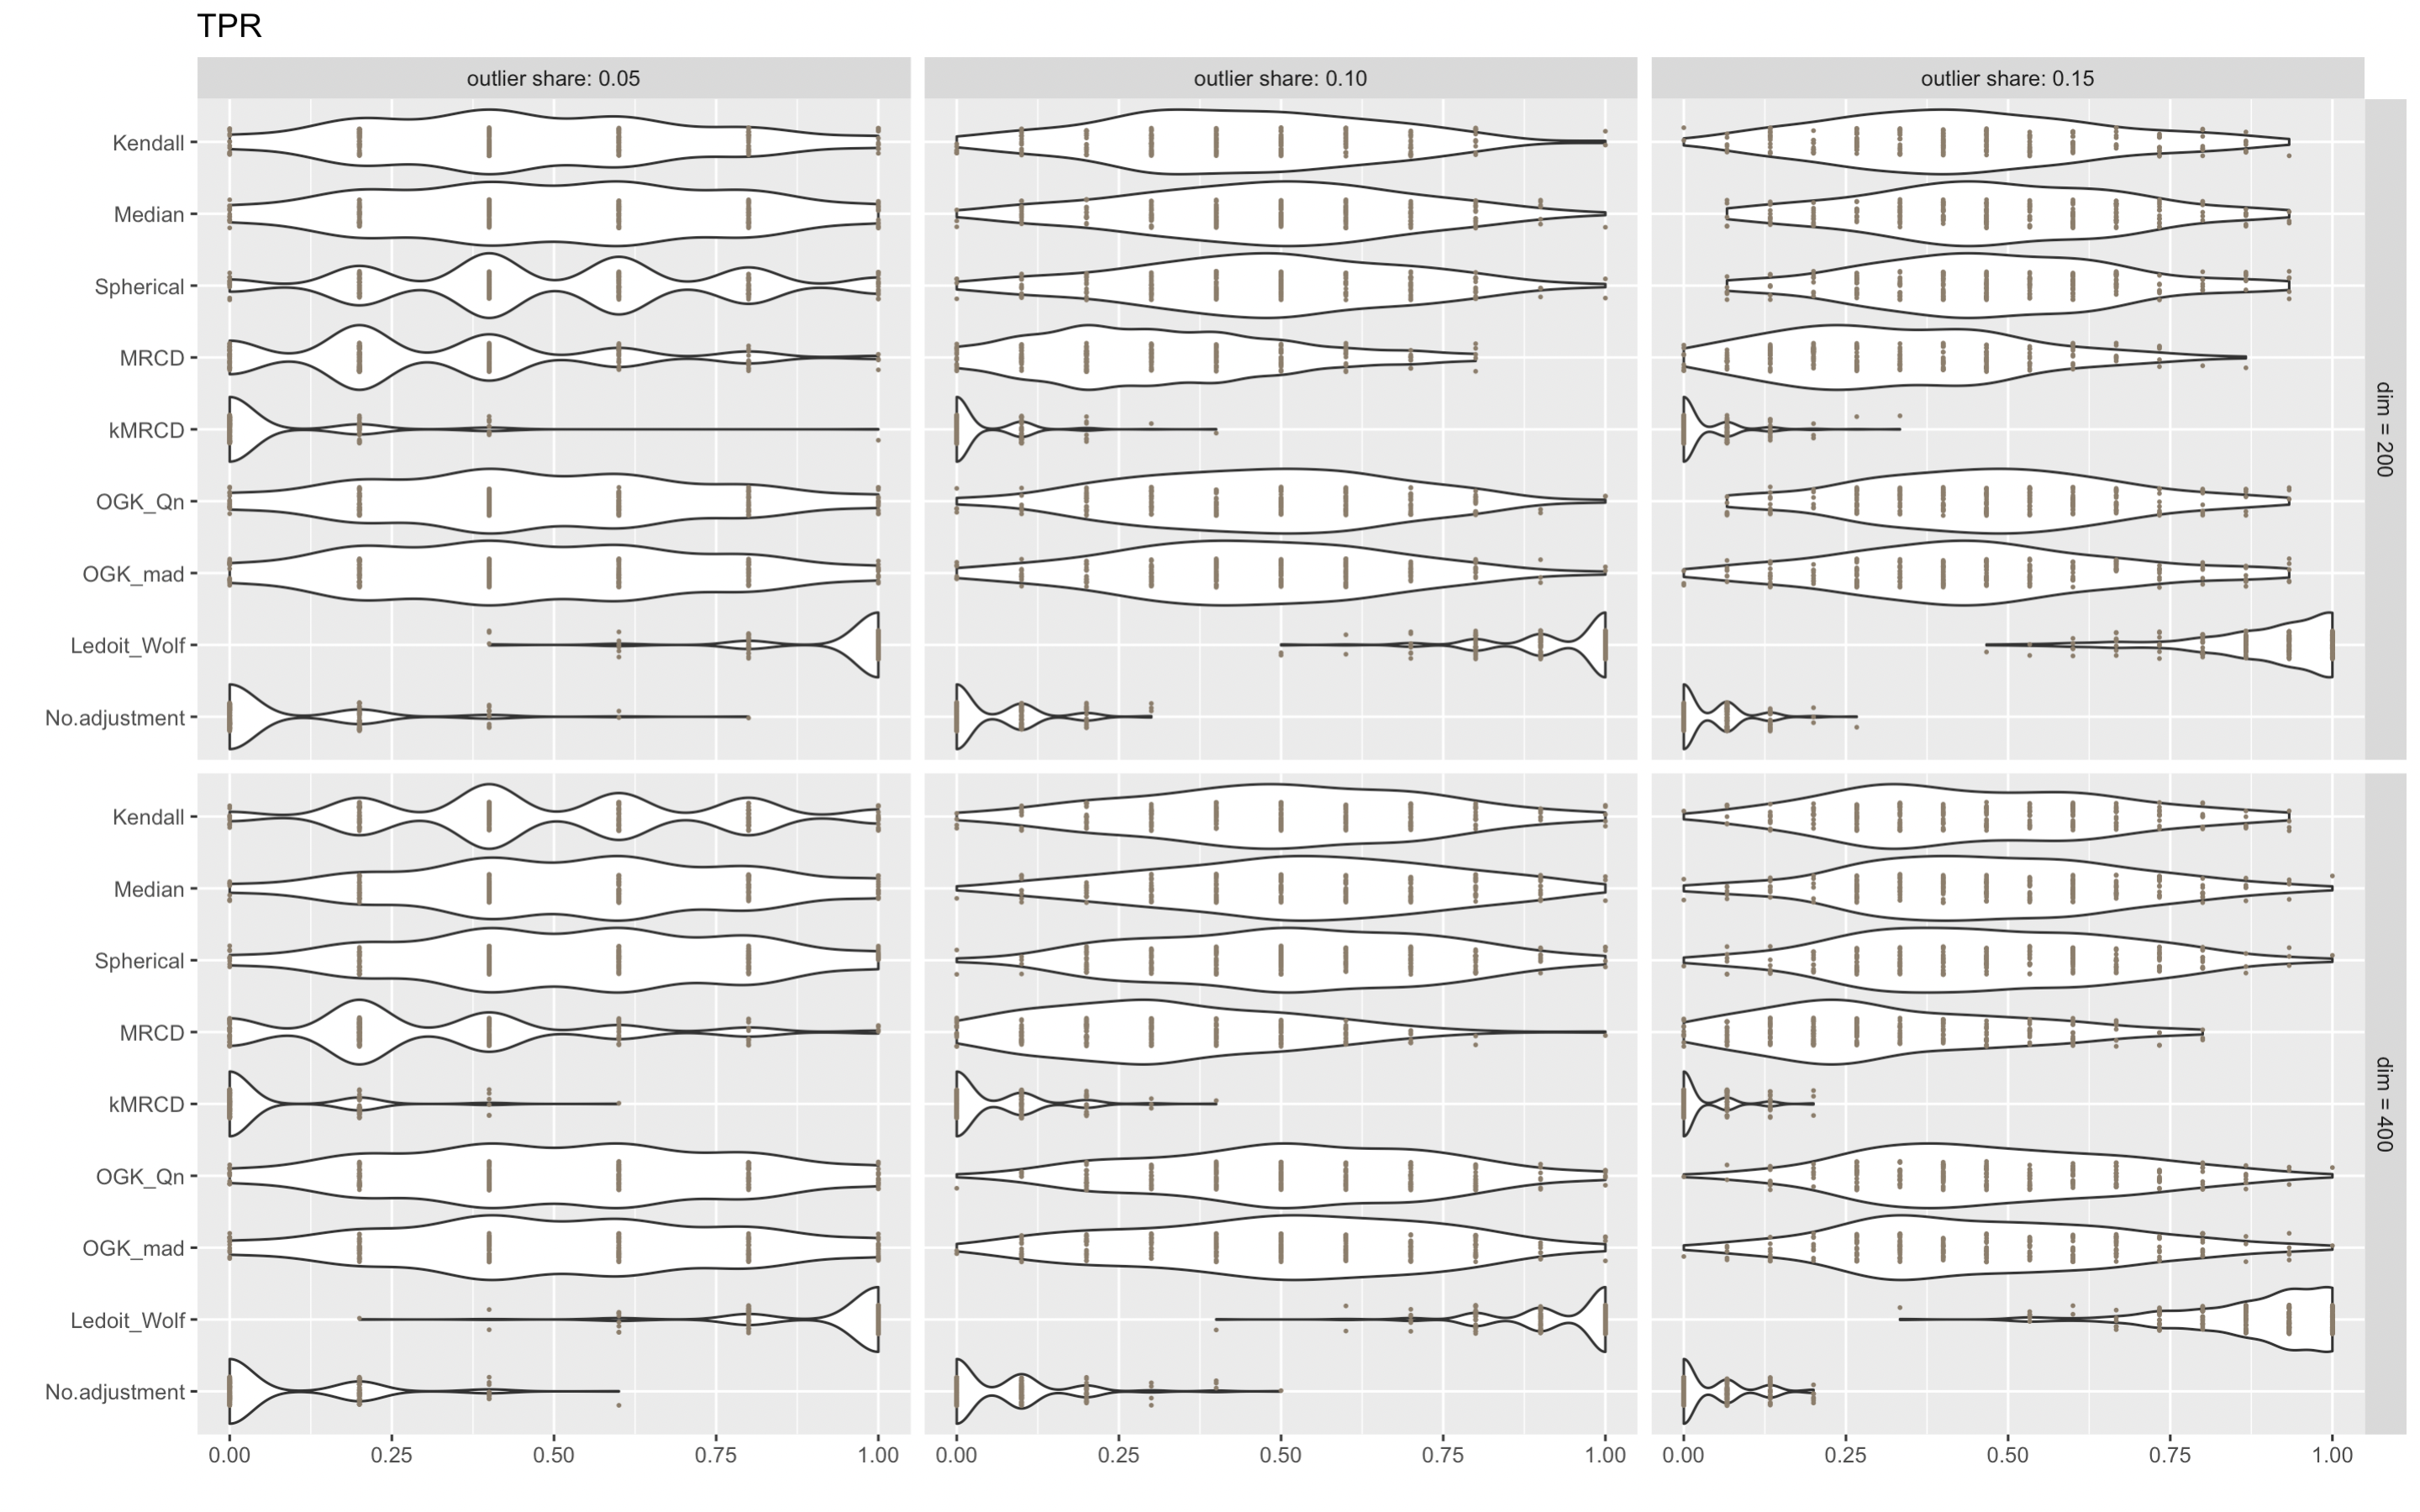 TPR
outlier share: 0.05
outlier share: 0.10
outlier share: 0.15
Kendall
Median
Spherical
MRCD
kMRCD
OGK_Qn
OGK_mad
Ledoit_Wolf
No.adjustment
dim = 200
Kendall
Median
Spherical
MRCD
kMRCD
OGK_Qn
OGK_mad
Ledoit_Wolf
No.adjustment
dim = 400
0.00 0.25 0.50 0.75 1.00
0.00 0.25 0.50 0.75 1.00
0.00 0.25 0.50 0.75 1.00